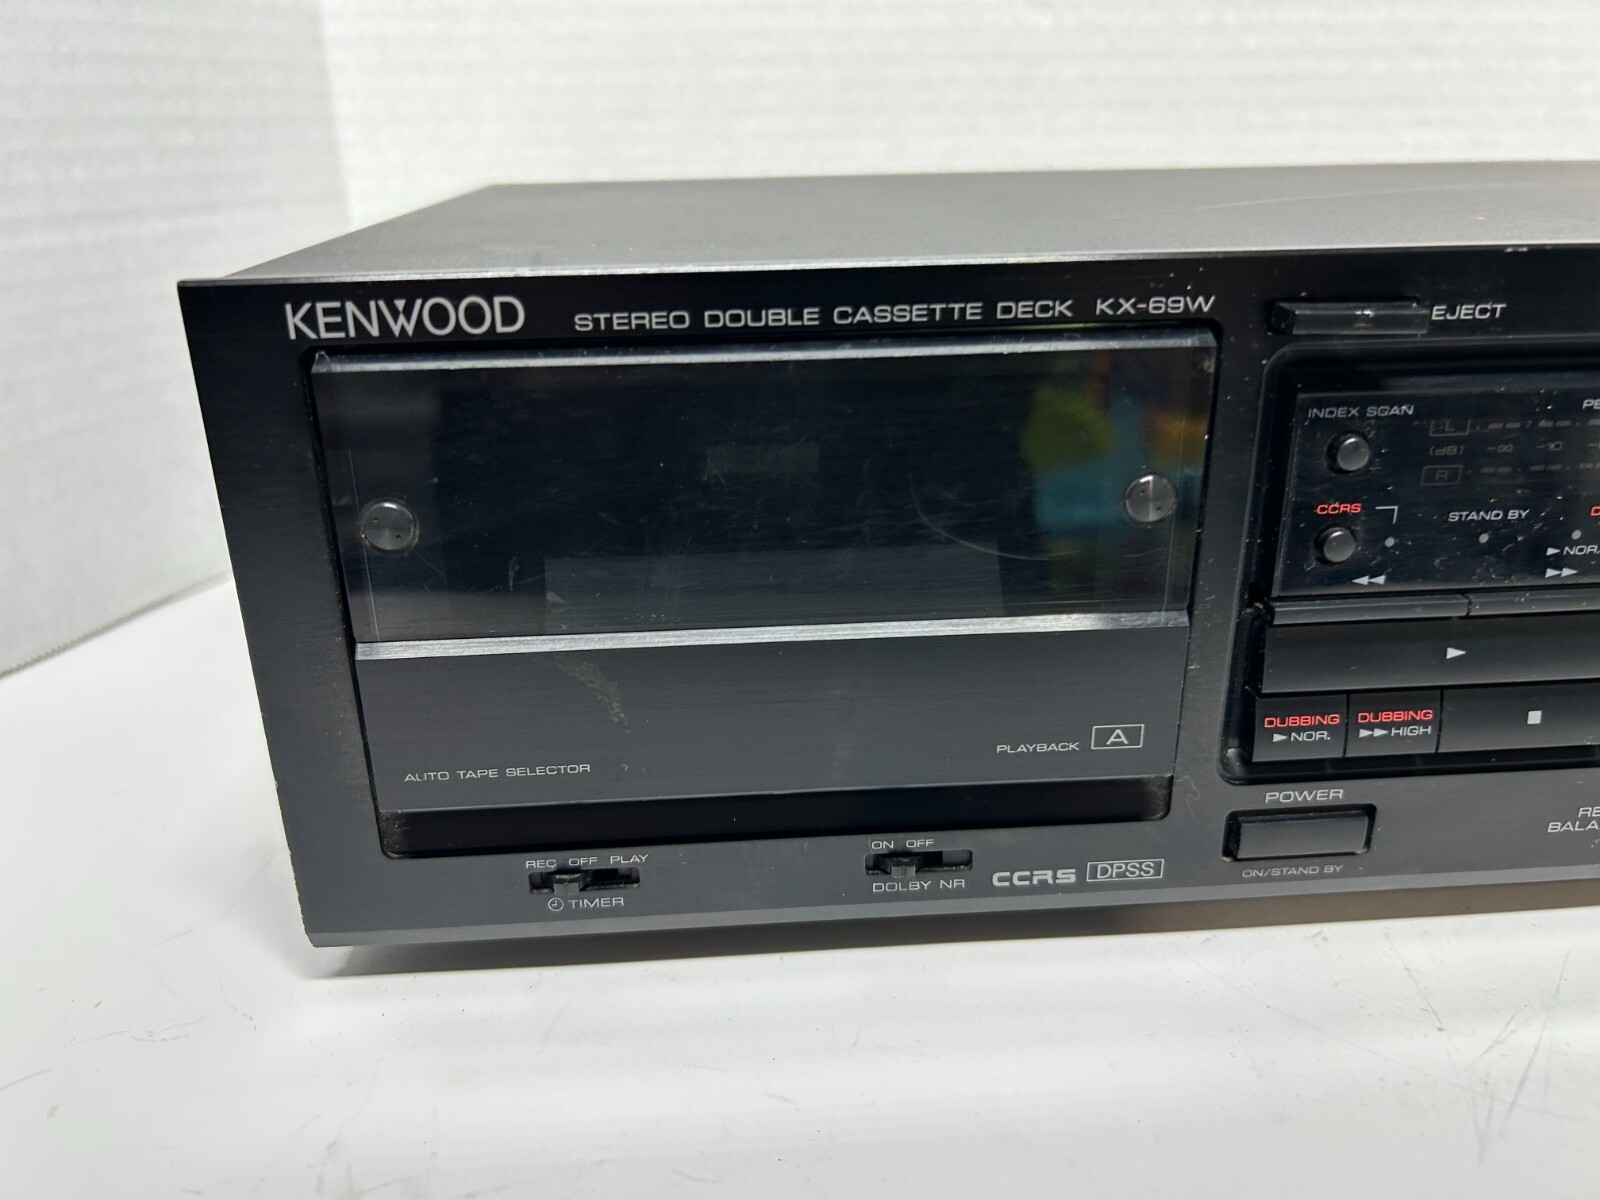 KENWOOD
STEREO DOUBLE CASSETTE DECK KX-69W
EJECT
INDEX SCAN
L
(dB) -∞
R
CCRS
STAND BY
►NOR.
◄◄ ►►
►
DUBBING
►NOR.
DUBBING
►►HIGH
■
PLAYBACK A
AUTO TAPE SELECTOR
POWER
ON/STAND BY
REC OFF PLAY
TIMER
ON OFF
DOLBY NR
CCRS DPSS